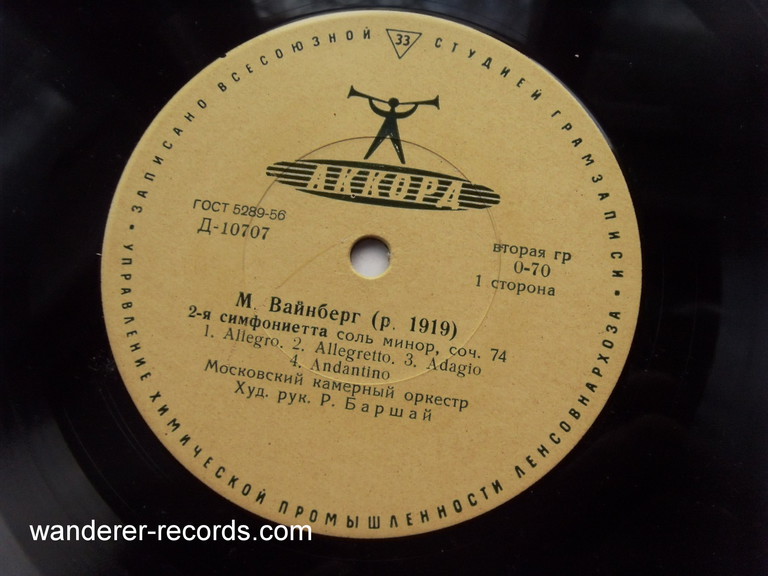 • ЗАПИСАНО ВСЕСОЮЗНОЙ СТУДИЕЙ ГРАМЗАПИСИ •
33
АККОРД
ГОСТ 5289-56
Д-10707
вторая гр
0-70
1 сторона
М. Вайнберг (р. 1919)
2-я симфониетта соль минор, соч. 74
1. Allegro. 2. Allegretto. 3. Adagio
4. Andantino
Московский камерный оркестр
Худ. рук. Р. Баршай
УПРАВЛЕНИЕ ХИМИЧЕСКОЙ ПРОМЫШЛЕННОСТИ ЛЕНСОВНАРХОЗА
wanderer-records.com